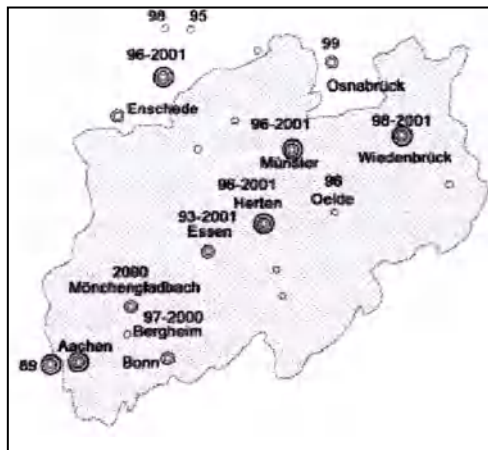 98 95
96-2001
99
Osnabrück
Enschede
96-2001
Münster
98-2001
Wiedenbrück
96-2001
Herten
96
Oelde
93-2001
Essen
2000
Mönchengladbach
97-2000
Bergheim
Aachen
Bonn
89